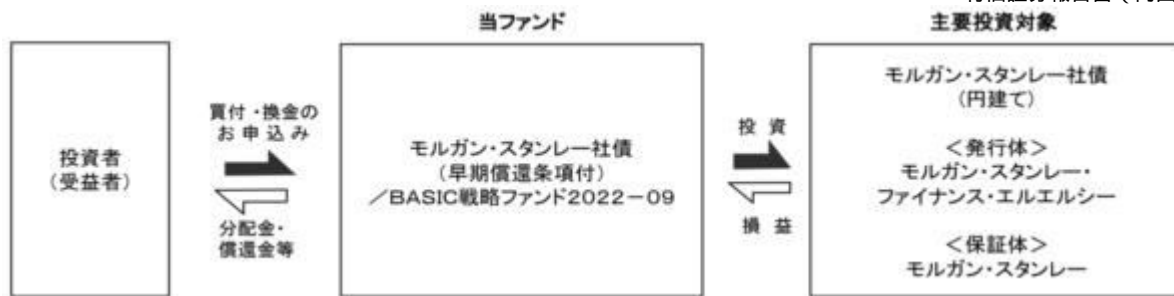 当ファンド
主要投資対象
投資者
(受益者)
買付・換金の
お申込み
分配金・
償還金等
モルガン・スタンレー社債
(早期償還条項付)
／BASIC戦略ファンド2022－09
投 資
損 益
モルガン・スタンレー社債
(円建て)
＜発行体＞
モルガン・スタンレー・
ファイナンス・エルエルシー
＜保証体＞
モルガン・スタンレー